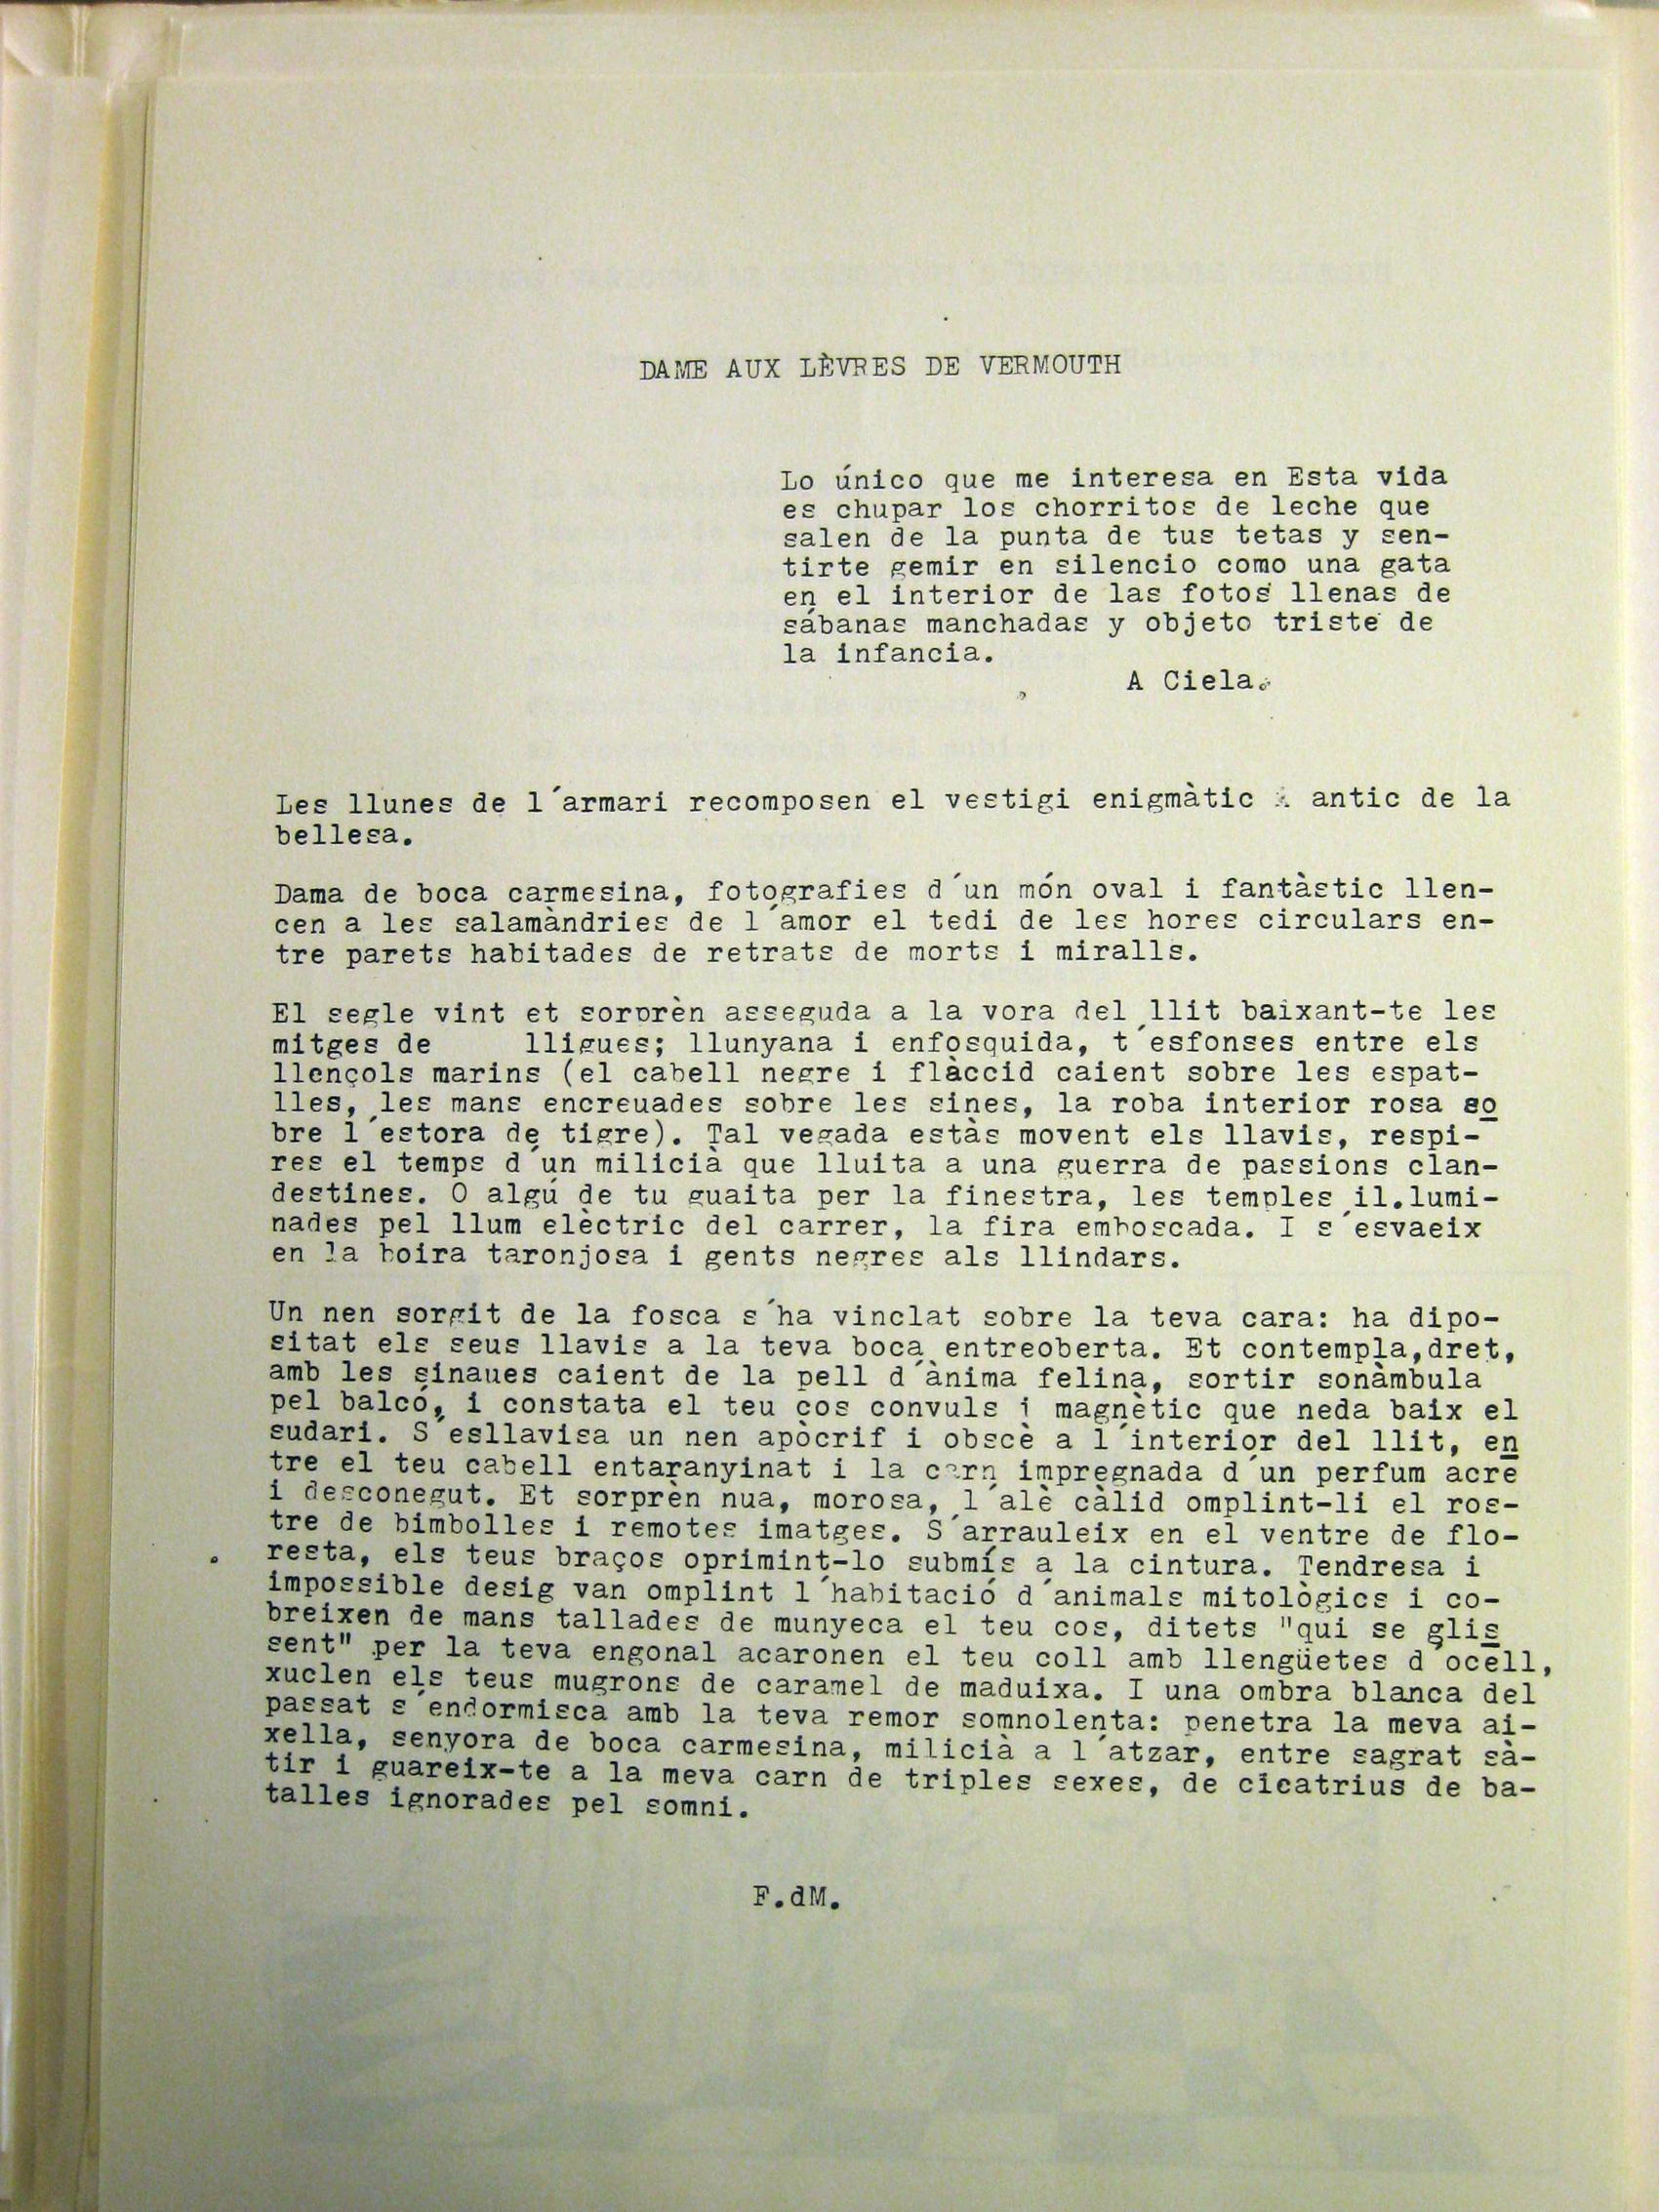 DAME AUX LÈVRES DE VERMOUTH
Lo único que me interesa en Esta vida
es chupar los chorritos de leche que
salen de la punta de tus tetas y sen-
tirte gemir en silencio como una gata
en el interior de las fotos llenas de
sábanas manchadas y objeto triste de
la infancia.
A Ciela.
Les llunes de l´armari recomposen el vestigi enigmàtic antic de la
bellesa.
Dama de boca carmesina, fotografies d´un món oval i fantàstic llen-
cen a les salamàndries de l´amor el tedi de les hores circulars en-
tre parets habitades de retrats de morts i miralls.
El segle vint et sorprèn asseguda a la vora del llit baixant-te les
mitges de lligues; llunyana i enfosquida, t´esfonses entre els
llençols marins (el cabell negre i flàccid caient sobre les espat-
lles, les mans encreuades sobre les sines, la roba interior rosa so
bre l´estora de tigre). Tal vegada estàs movent els llavis, respi-
res el temps d´un milicià que lluita a una guerra de passions clan-
destines. O algú de tu guaita per la finestra, les temples il.lumi-
nades pel llum elèctric del carrer, la fira emboscada. I s´esvaeix
en la boira taronjosa i gents negres als llindars.
Un nen sorgit de la fosca s´ha vinclat sobre la teva cara: ha dipo-
sitat els seus llavis a la teva boca entreoberta. Et contempla,dret,
amb les sinaues caient de la pell d´ànima felina, sortir sonàmbula
pel balcó, i constata el teu cos convuls i magnètic que neda baix el
sudari. S´esllavisa un nen apòcrif i obscè a l´interior del llit, en
tre el teu cabell entaranyinat i la carn impregnada d´un perfum acre
i desconegut. Et sorprèn nua, morosa, l´alè càlid omplint-li el ros-
tre de bimbolles i remotes imatges. S´arrauleix en el ventre de flo-
resta, els teus braços oprimint-lo submís a la cintura. Tendresa i
impossible desig van omplint l´habitació d´animals mitològics i co-
breixen de mans tallades de munyeca el teu cos, ditets "qui se glis
sent" per la teva engonal acaronen el teu coll amb llengüetes d´ocell,
xuclen els teus mugrons de caramel de maduixa. I una ombra blanca del
passat s´endormisca amb la teva remor somnolenta: penetra la meva ai-
xella, senyora de boca carmesina, milicià a l´atzar, entre sagrat sà-
tir i guareix-te a la meva carn de triples sexes, de cicatrius de ba-
talles ignorades pel somni.
F.dM.